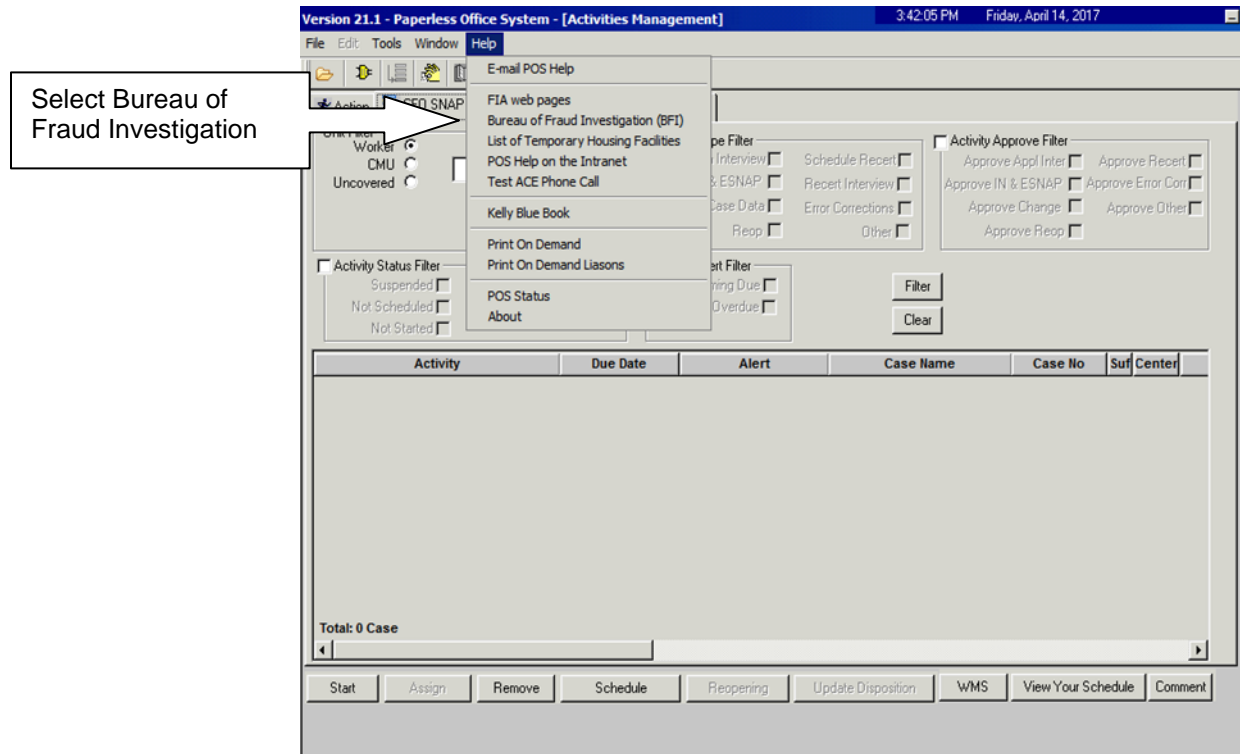 Version 21.1 - Paperless Office System - [Activities Management] 3:42:05 PM Friday, April 14, 2017
File Edit Tools Window Help
Select Bureau of
Fraud Investigation
E-mail POS Help
FIA web pages
Bureau of Fraud Investigation (BFI)
List of Temporary Housing Facilities
POS Help on the Intranet
Test ACE Phone Call
Kelly Blue Book
Print On Demand
Print On Demand Liasons
POS Status
About
Action SNAP
Worker
CMU
Uncovered
Filter
Interview Schedule Recert
& ESNAP Recert Interview
Case Data Error Corrections
Reop Other
Activity Approve Filter
Approve Appl Inter Approve Recert
Approve IN & ESNAP Approve Error Corr
Approve Change Approve Other
Approve Reop
Activity Status Filter
Suspended
Not Scheduled
Not Started
Filter
Due
Overdue
Filter
Clear
Activity Due Date Alert Case Name Case No Suf Center
Total: 0 Case
Start Assign Remove Schedule Reopening Update Disposition WMS View Your Schedule Comment